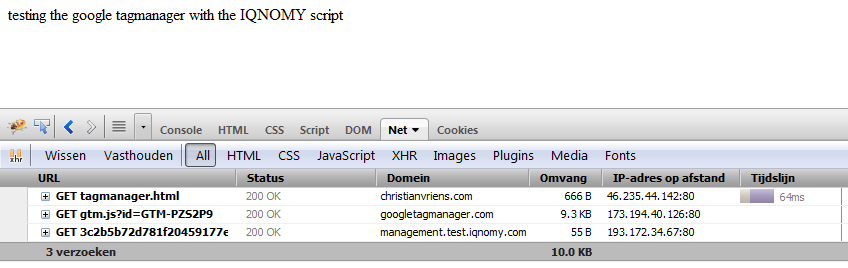 testing the google tagmanager with the IQNOMY script
Console HTML CSS Script DOM Net Cookies
xhr Wissen Vasthouden All HTML CSS JavaScript XHR Images Plugins Media Fonts
URL Status Domein Omvang IP-adres op afstand Tijdslijn
GET tagmanager.html 200 OK christianvriens.com 666 B 46.235.44.142:80 64ms
GET gtm.js?id=GTM-PZS2P9 200 OK googletagmanager.com 9.3 KB 173.194.40.126:80
GET 3c2b5b72d781f20459177e 200 OK management.test.iqnomy.com 55 B 193.172.34.67:80
3 verzoeken 10.0 KB